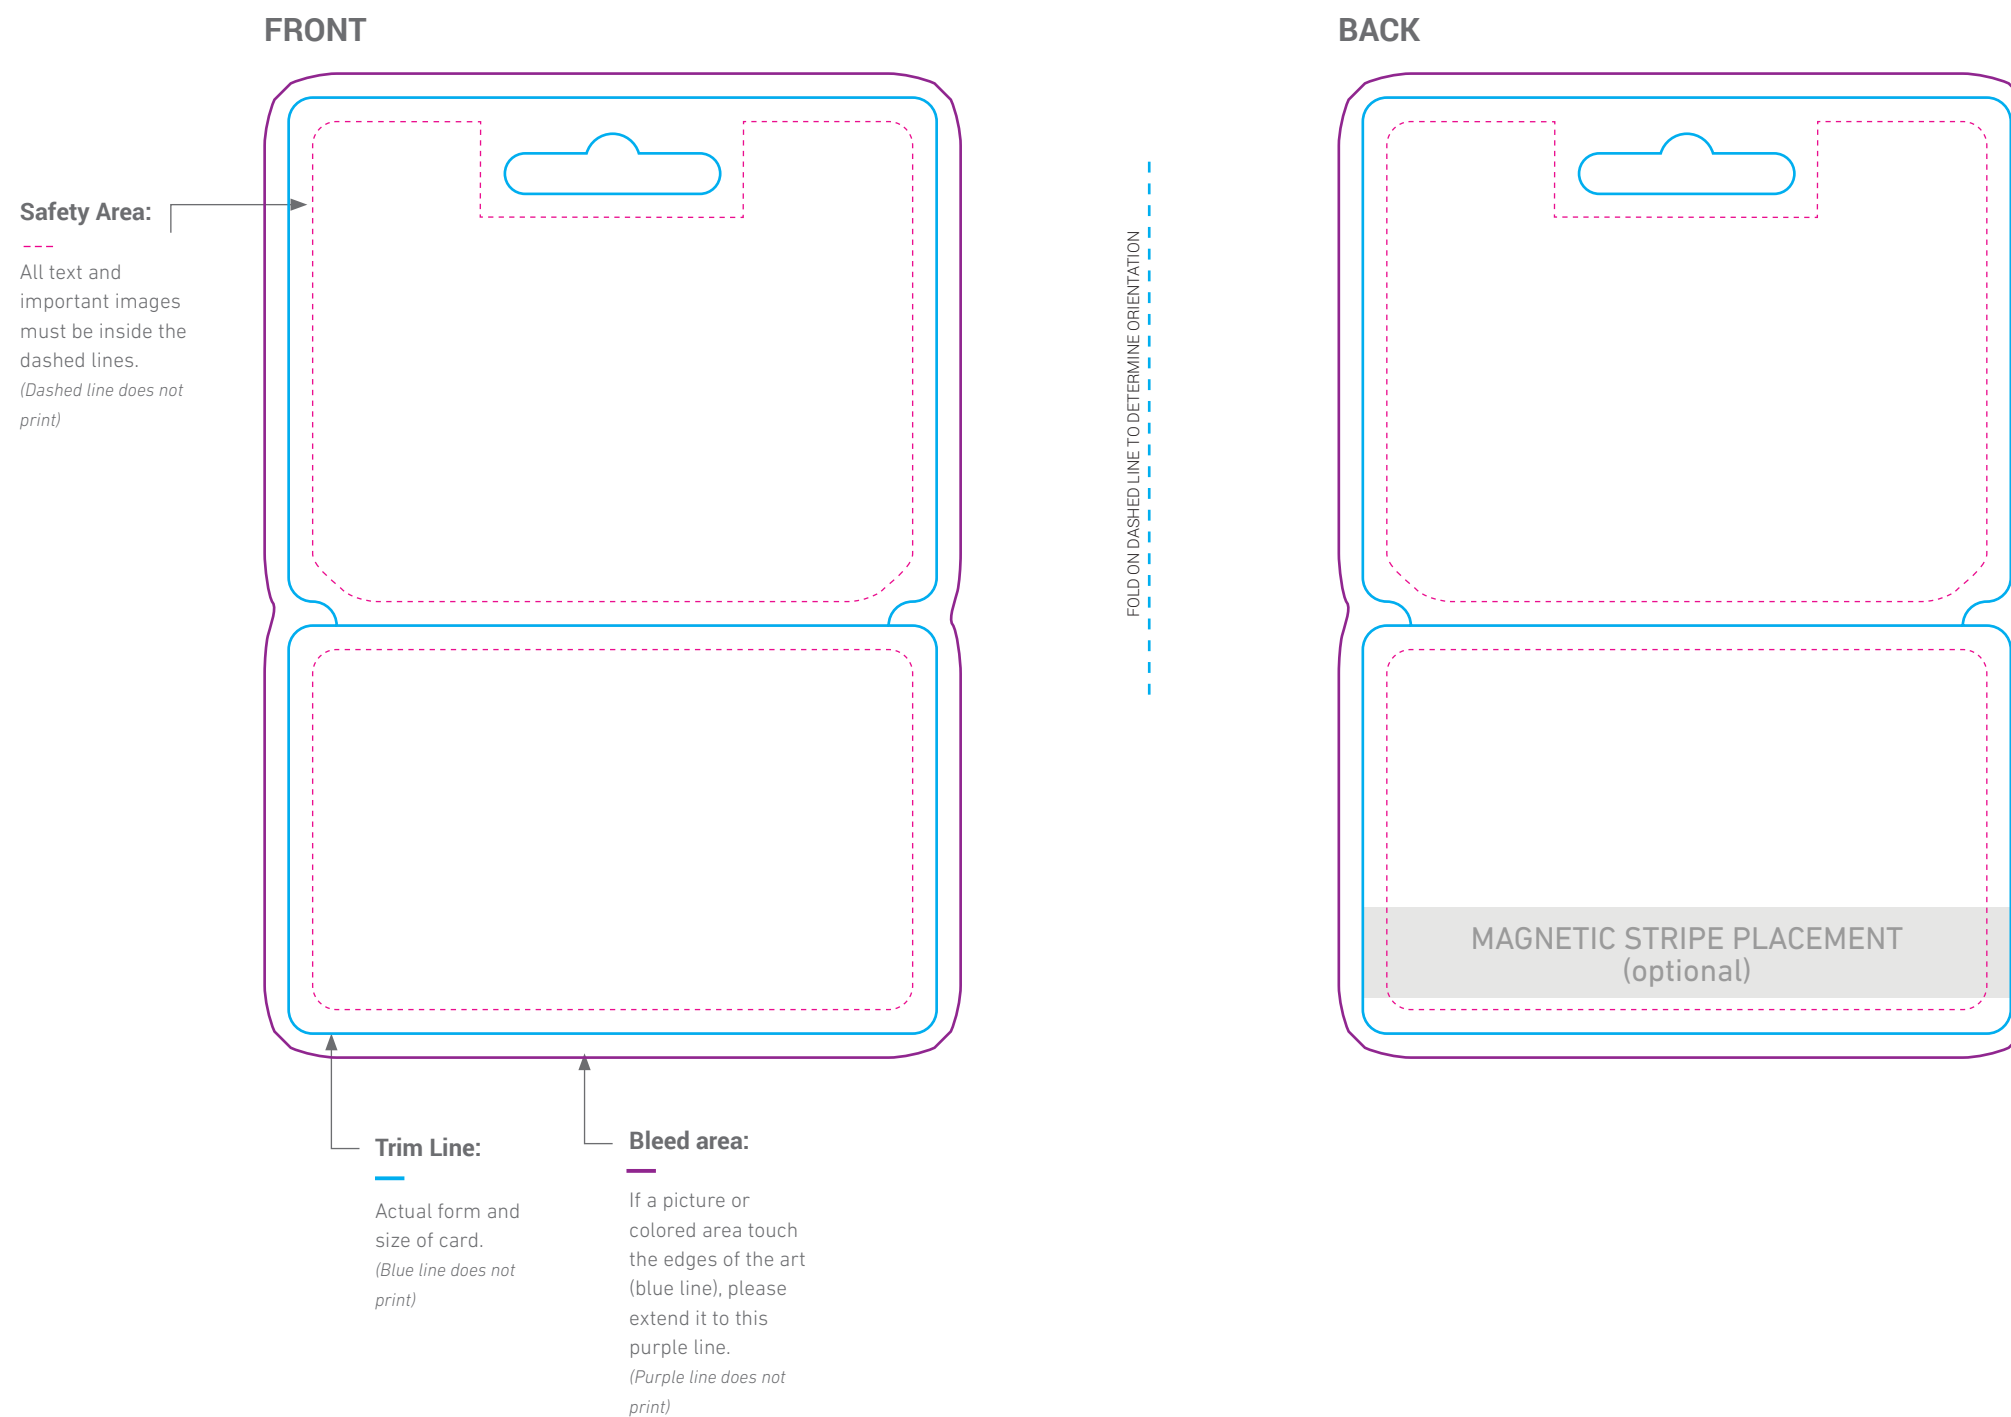 FRONT
BACK
Safety Area:
All text and
important images
must be inside the
dashed lines.
(Dashed line does not
print)
FOLD ON DASHED LINE TO DETERMINE ORIENTATION
MAGNETIC STRIPE PLACEMENT
(optional)
Trim Line:
Actual form and
size of card.
(Blue line does not
print)
Bleed area:
If a picture or
colored area touch
the edges of the art
(blue line), please
extend it to this
purple line.
(Purple line does not
print)